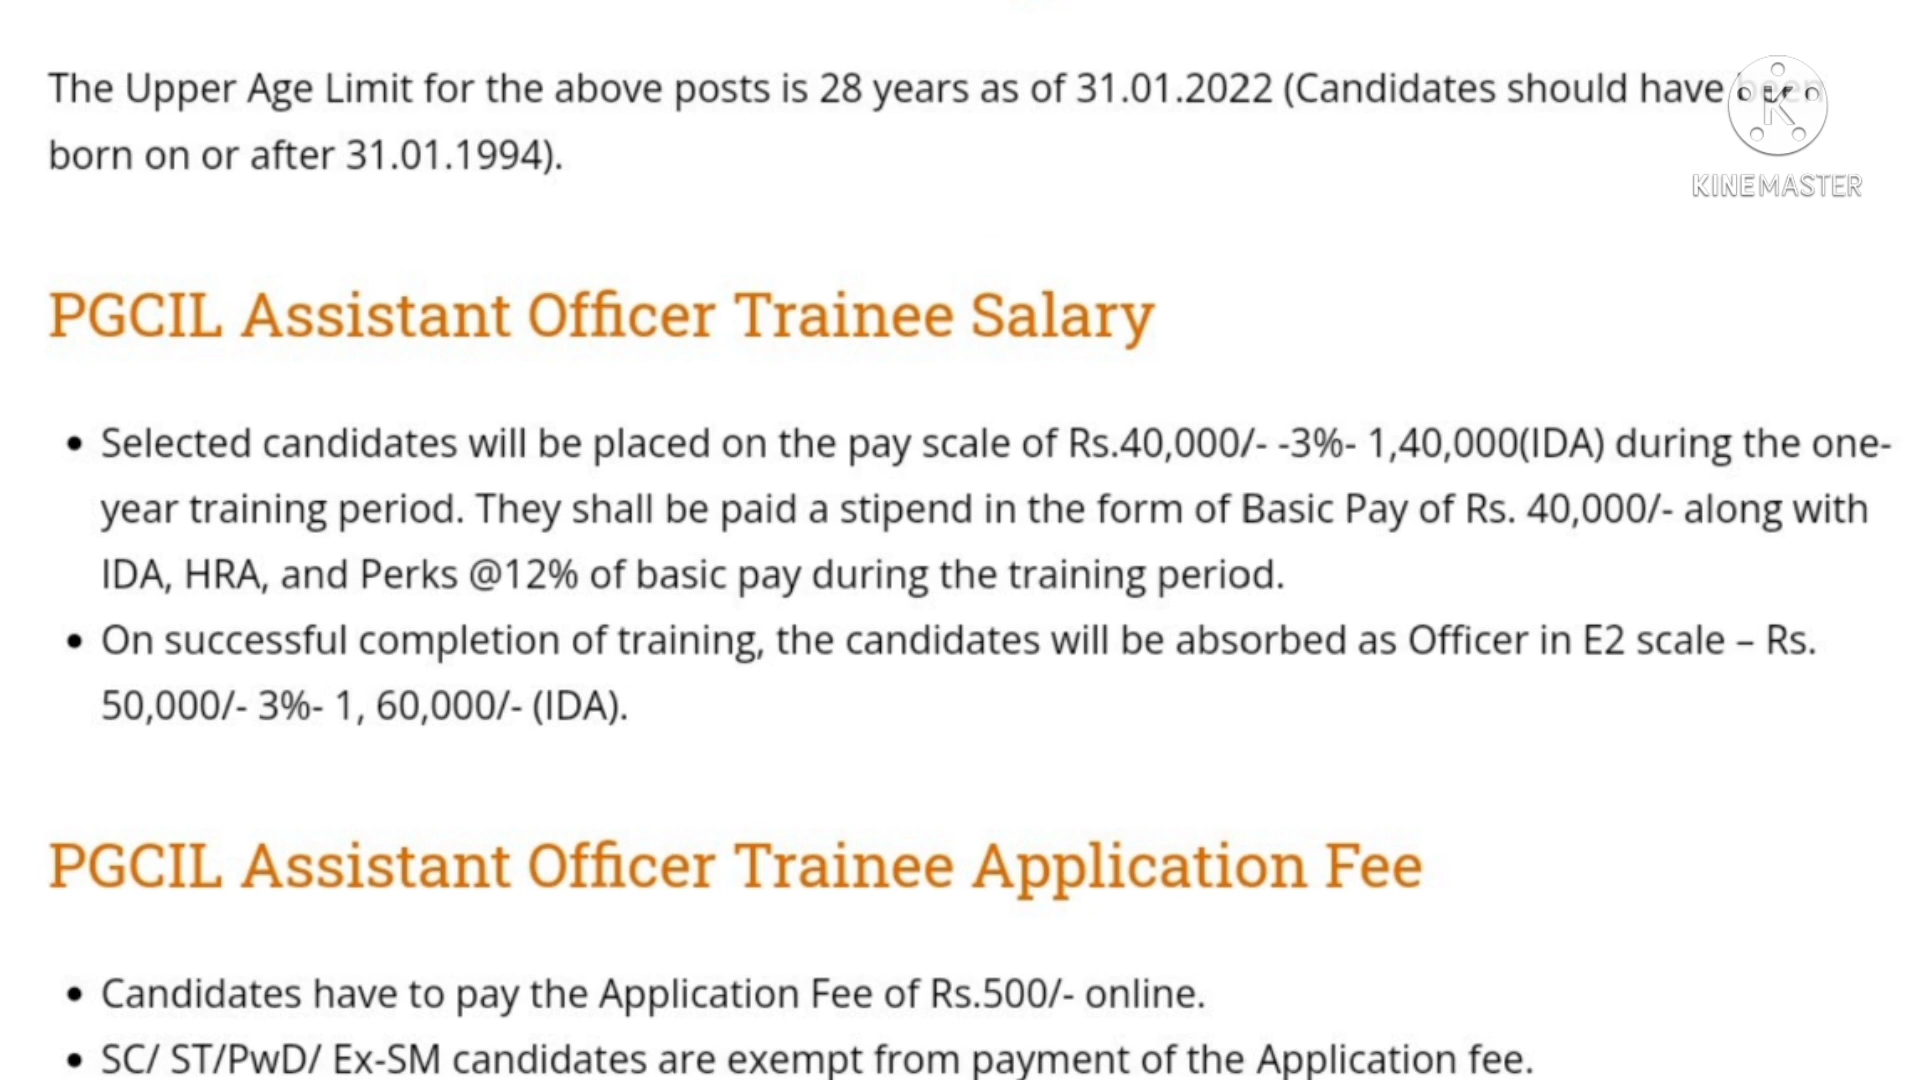 The Upper Age Limit for the above posts is 28 years as of 31.01.2022 (Candidates should have been
born on or after 31.01.1994).
KINEMASTER
PGCIL Assistant Officer Trainee Salary
• Selected candidates will be placed on the pay scale of Rs.40,000/- -3%- 1,40,000(IDA) during the one-
year training period. They shall be paid a stipend in the form of Basic Pay of Rs. 40,000/- along with
IDA, HRA, and Perks @12% of basic pay during the training period.
• On successful completion of training, the candidates will be absorbed as Officer in E2 scale – Rs.
50,000/- 3%- 1, 60,000/- (IDA).
PGCIL Assistant Officer Trainee Application Fee
• Candidates have to pay the Application Fee of Rs.500/- online.
• SC/ ST/PwD/ Ex-SM candidates are exempt from payment of the Application fee.